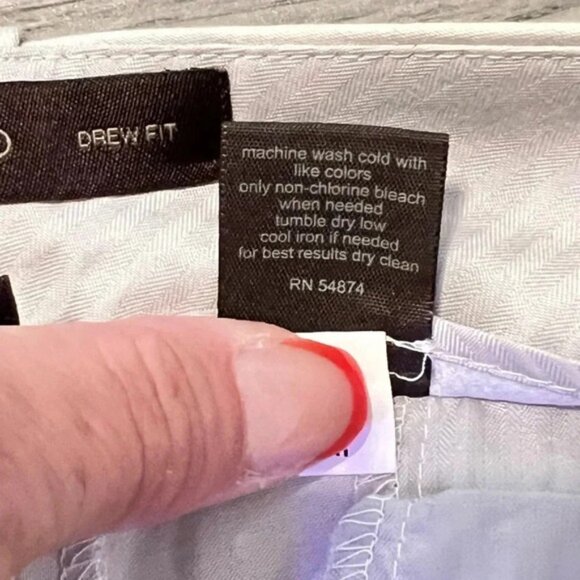 DREW FIT
machine wash cold with
like colors
only non-chlorine bleach
when needed
tumble dry low
cool iron if needed
for best results dry clean
RN 54874